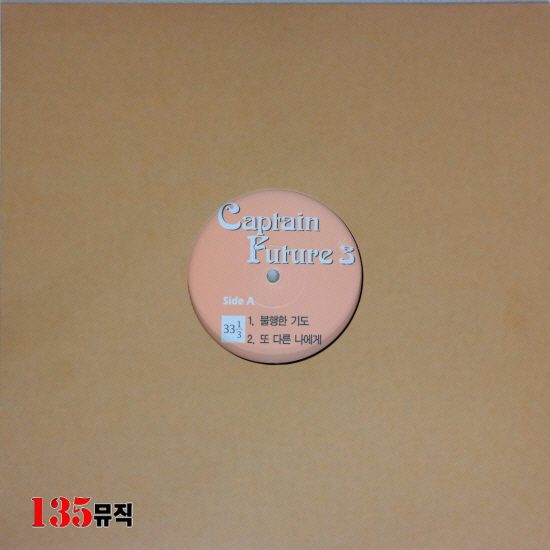 Captain
Future 3
Side A
33 1/3
1. 불행한 기도
2. 또 다른 나에게
135뮤직